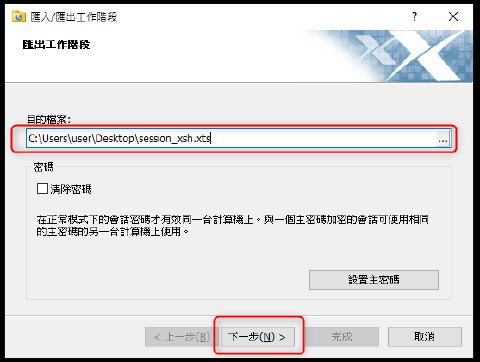 匯入/匯出工作階段
匯出工作階段
目的檔案:
C:\Users\user\Desktop\session_xsh.xts
...
密碼
清除密碼
在正常模式下的會話密碼才有效同一台計算機上。與一個主密碼加密的會話可使用相同
的主密碼的另一台計算機上使用。
設置主密碼
< 上一步(B)
下一步(N) >
完成
取消